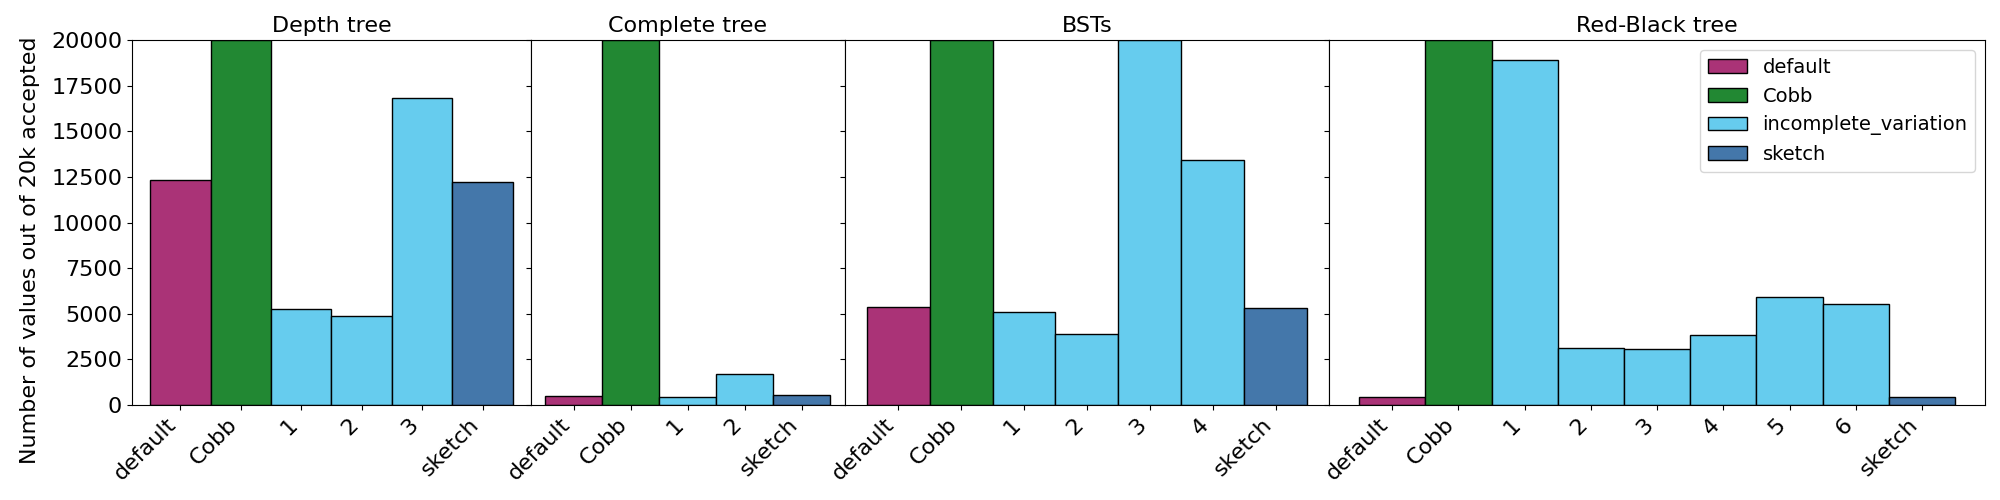 Depth tree
Complete tree
BSTs
Red-Black tree
Number of values out of 20k accepted
20000
17500
15000
12500
10000
7500
5000
2500
0
default
Cobb
incomplete_variation
sketch
default Cobb 1 2 3 sketch
default Cobb 1 2 sketch
default Cobb 1 2 3 4 sketch
default Cobb 1 2 3 4 5 6 sketch